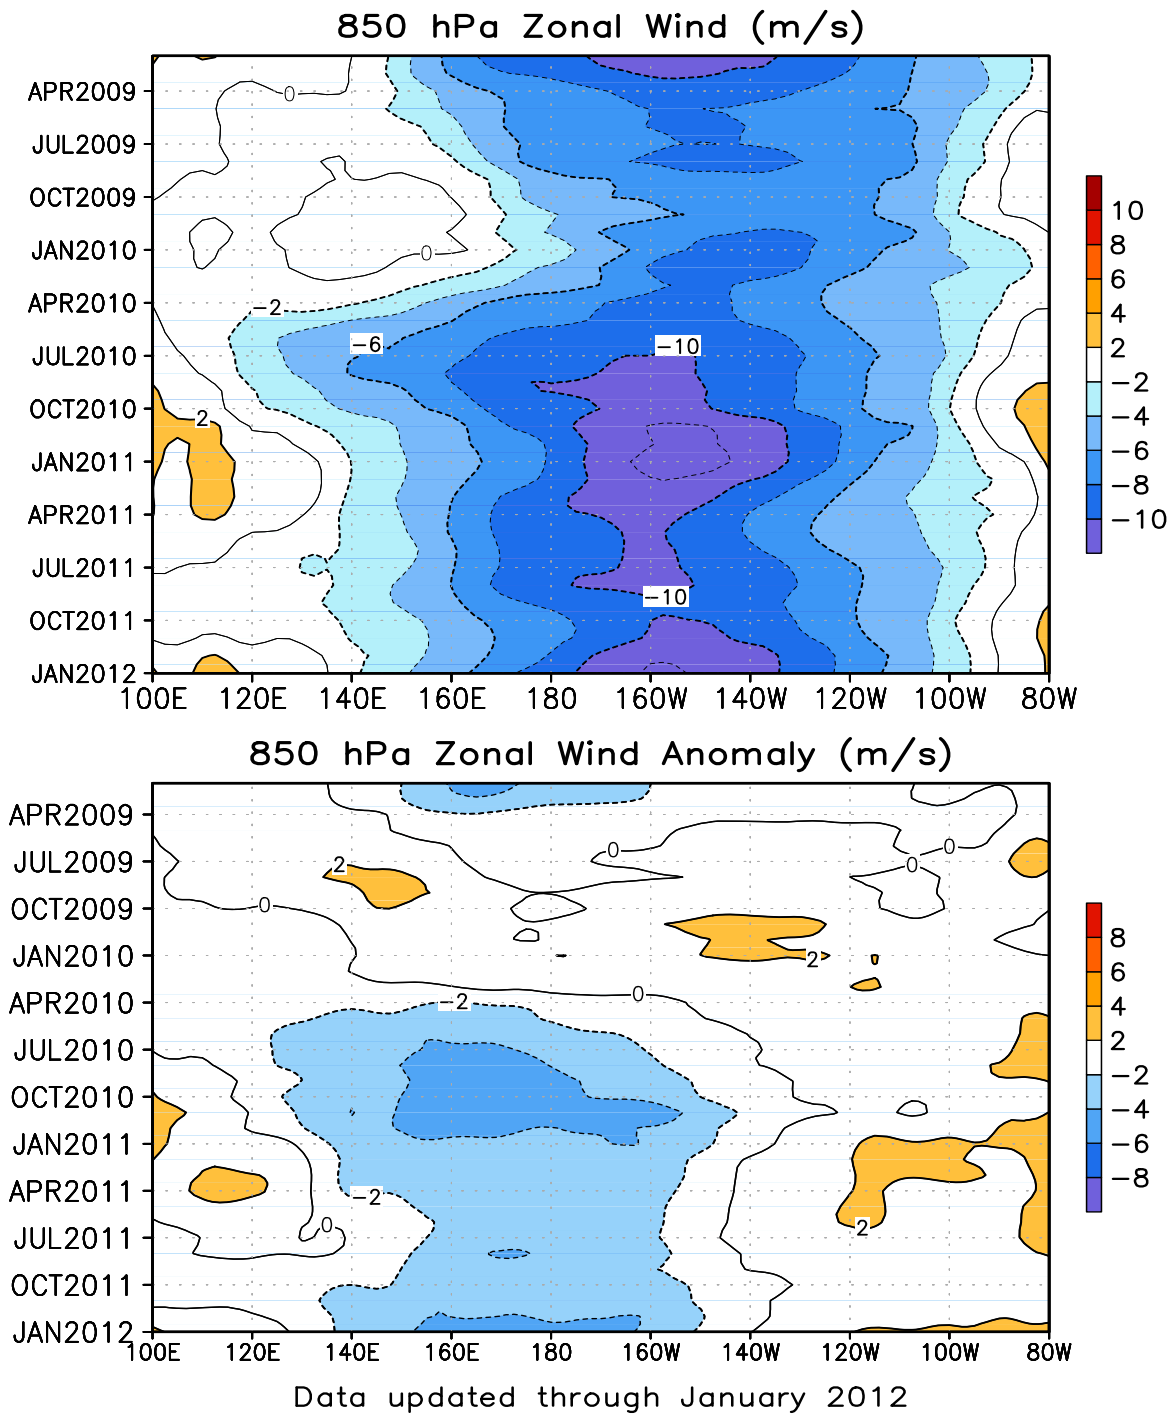 850 hPa Zonal Wind (m/s)
APR2009
JUL2009
OCT2009
JAN2010
APR2010
JUL2010
OCT2010
JAN2011
APR2011
JUL2011
OCT2011
JAN2012
0
0
−2
−6
−10
2
−10
100E 120E 140E 160E 180 160W 140W 120W 100W 80W
10
8
6
4
2
−2
−4
−6
−8
−10
850 hPa Zonal Wind Anomaly (m/s)
APR2009
JUL2009
OCT2009
JAN2010
APR2010
JUL2010
OCT2010
JAN2011
APR2011
JUL2011
OCT2011
JAN2012
0
0
2
0
0
2
−2
0
−2
0
2
100E 120E 140E 160E 180 160W 140W 120W 100W 80W
8
6
4
2
−2
−4
−6
−8
Data updated through January 2012